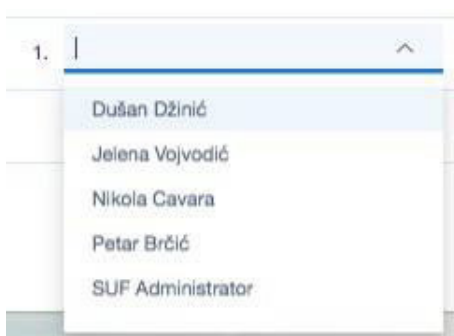 1.
Dušan Džinić
Jelena Vojvodić
Nikola Cavara
Petar Brčić
SUF Administrator